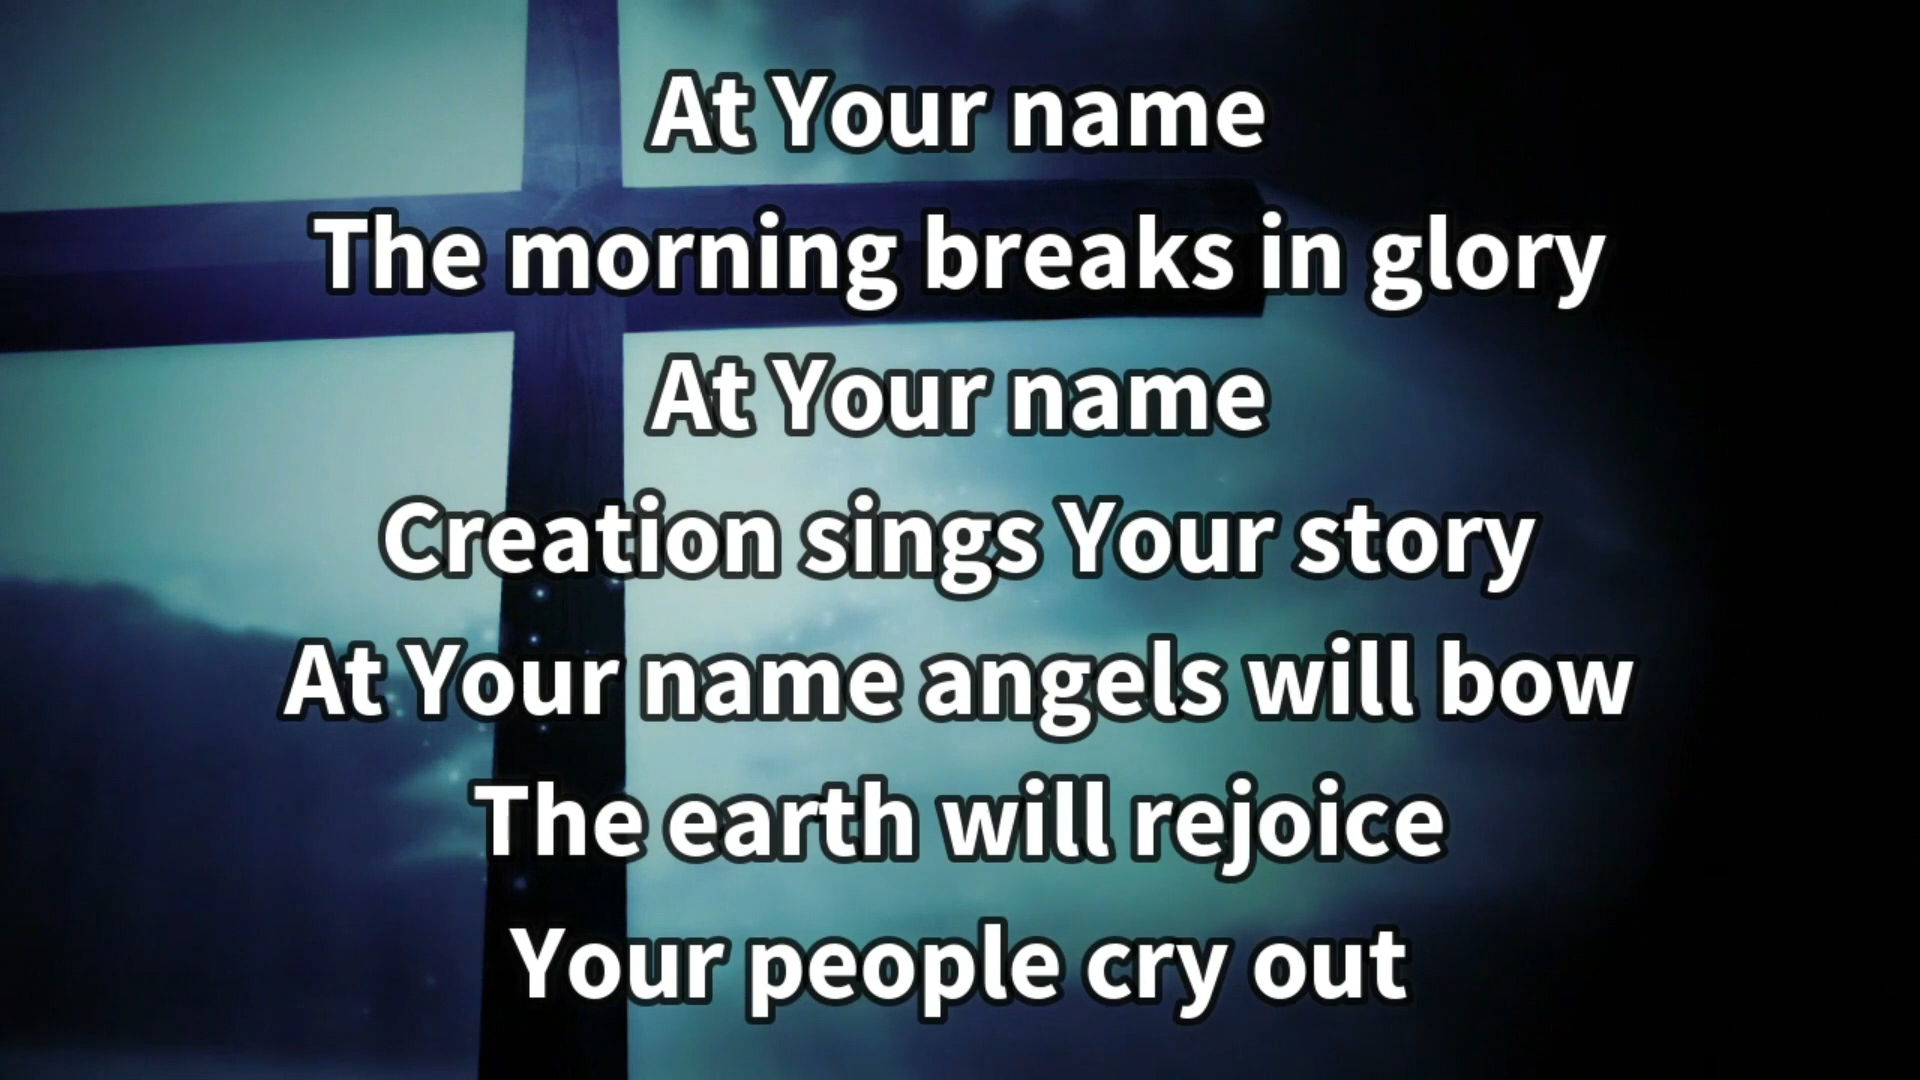 At Your name
The morning breaks in glory
At Your name
Creation sings Your story
At Your name angels will bow
The earth will rejoice
Your people cry out